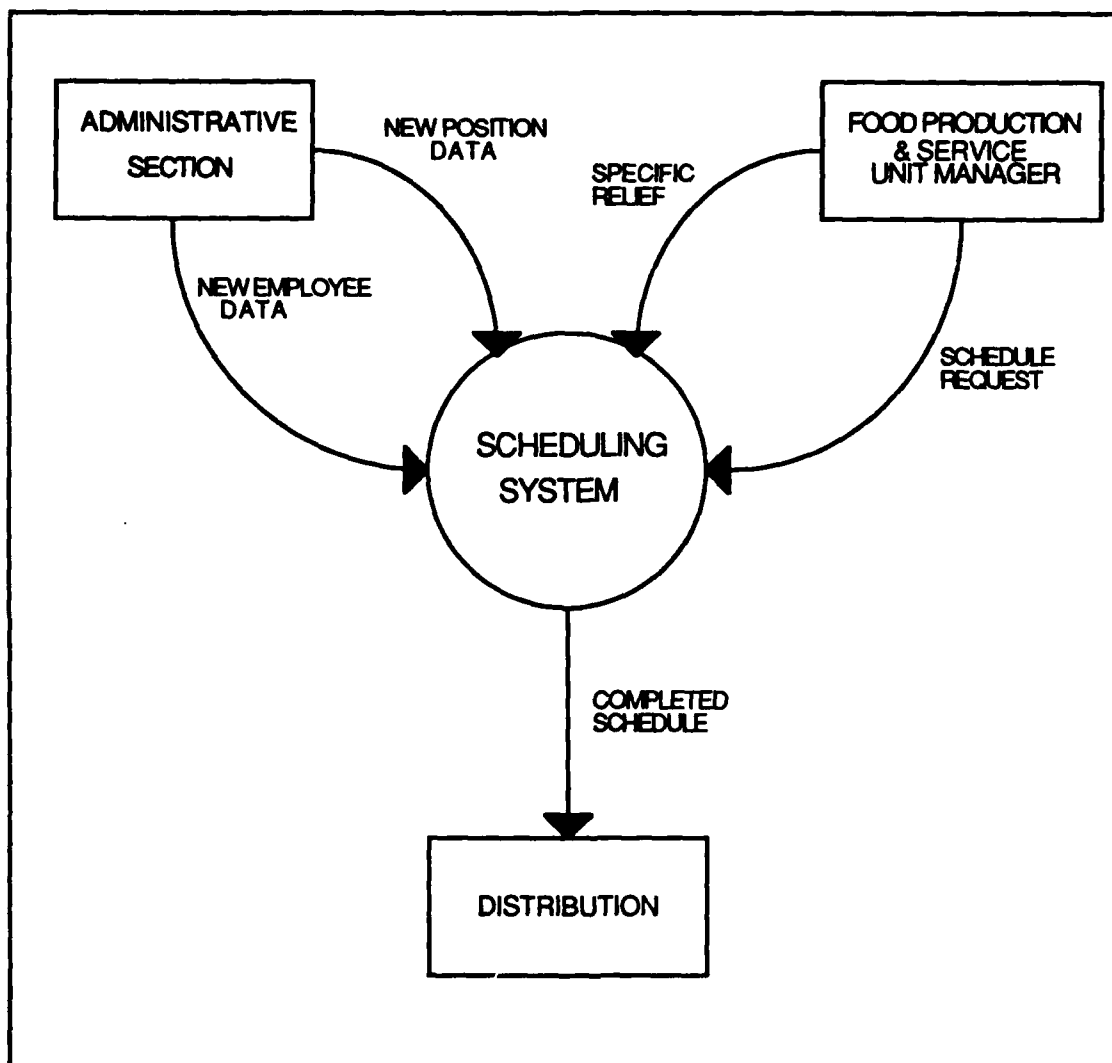 ADMINISTRATIVE
SECTION
NEW POSITION
DATA
NEW EMPLOYEE
DATA
SPECIFIC
RELIEF
FOOD PRODUCTION
& SERVICE
UNIT MANAGER
SCHEDULE
REQUEST
SCHEDULING
SYSTEM
COMPLETED
SCHEDULE
DISTRIBUTION